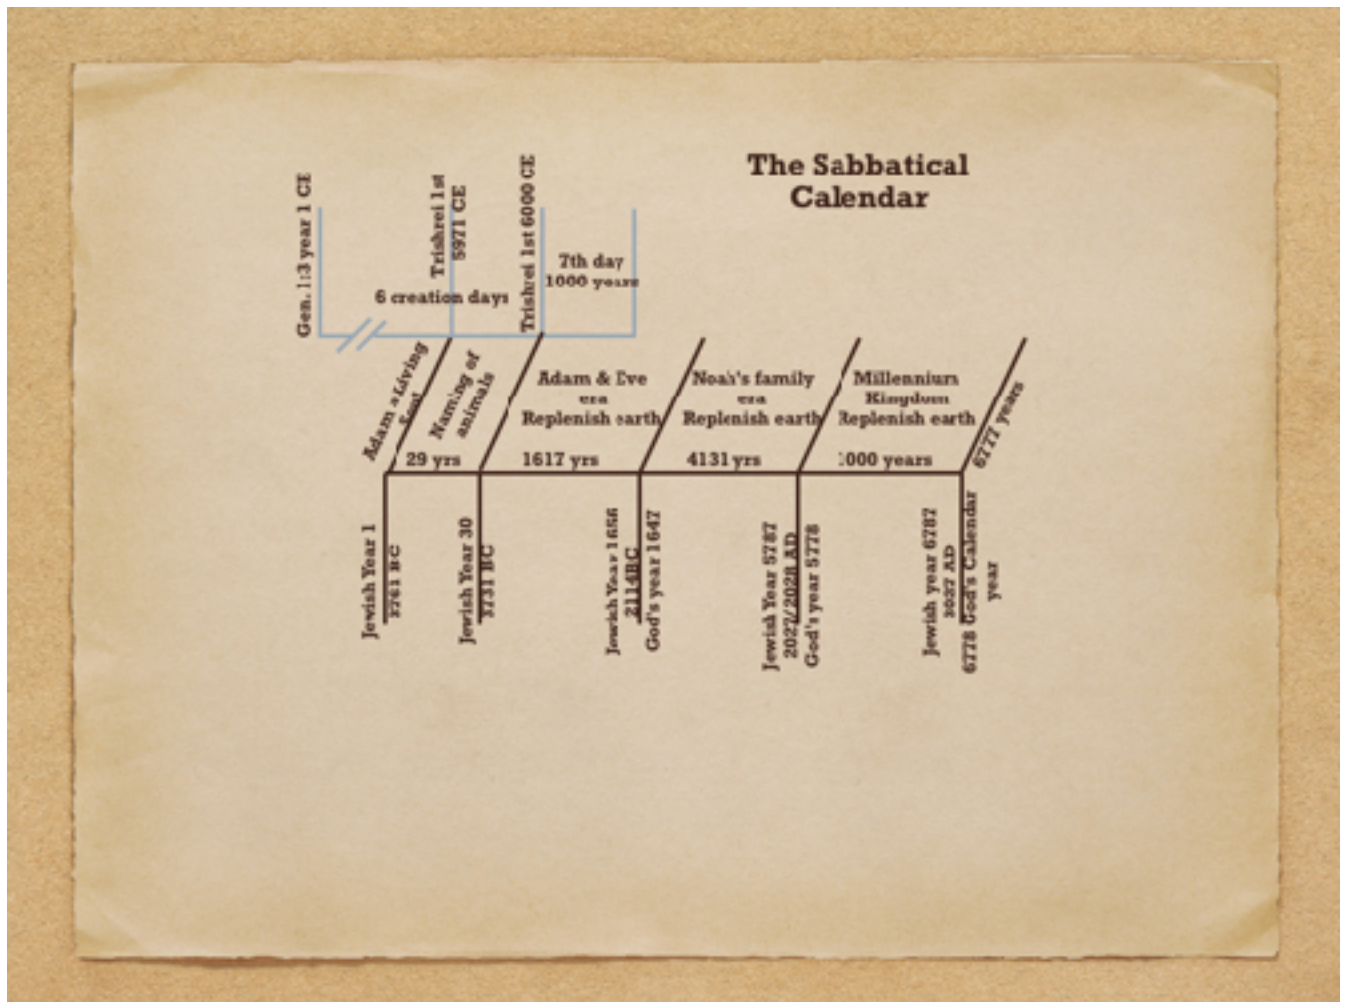 The Sabbatical
Calendar
Gen. 1:3 year 1 CE
Trishrei 1st
5971 CE
Trishrei 1st 6000 CE
7th day
1000 years
6 creation days
Adam a Living
Soul
Naming of
animals
Adam & Eve
era
Replenish earth
Noah's family
era
Replenish earth
Millennium
Kingdom
Replenish earth
6777 years
29 yrs
1617 yrs
4131 yrs
1000 years
Jewish Year 1
3761 BC
Jewish Year 30
3731 BC
Jewish Year 1656
2114BC
God's year 1647
Jewish Year 5787
2027/2028 AD
God's year 5778
Jewish year 6787
3027 AD
6778 God's Calendar
year